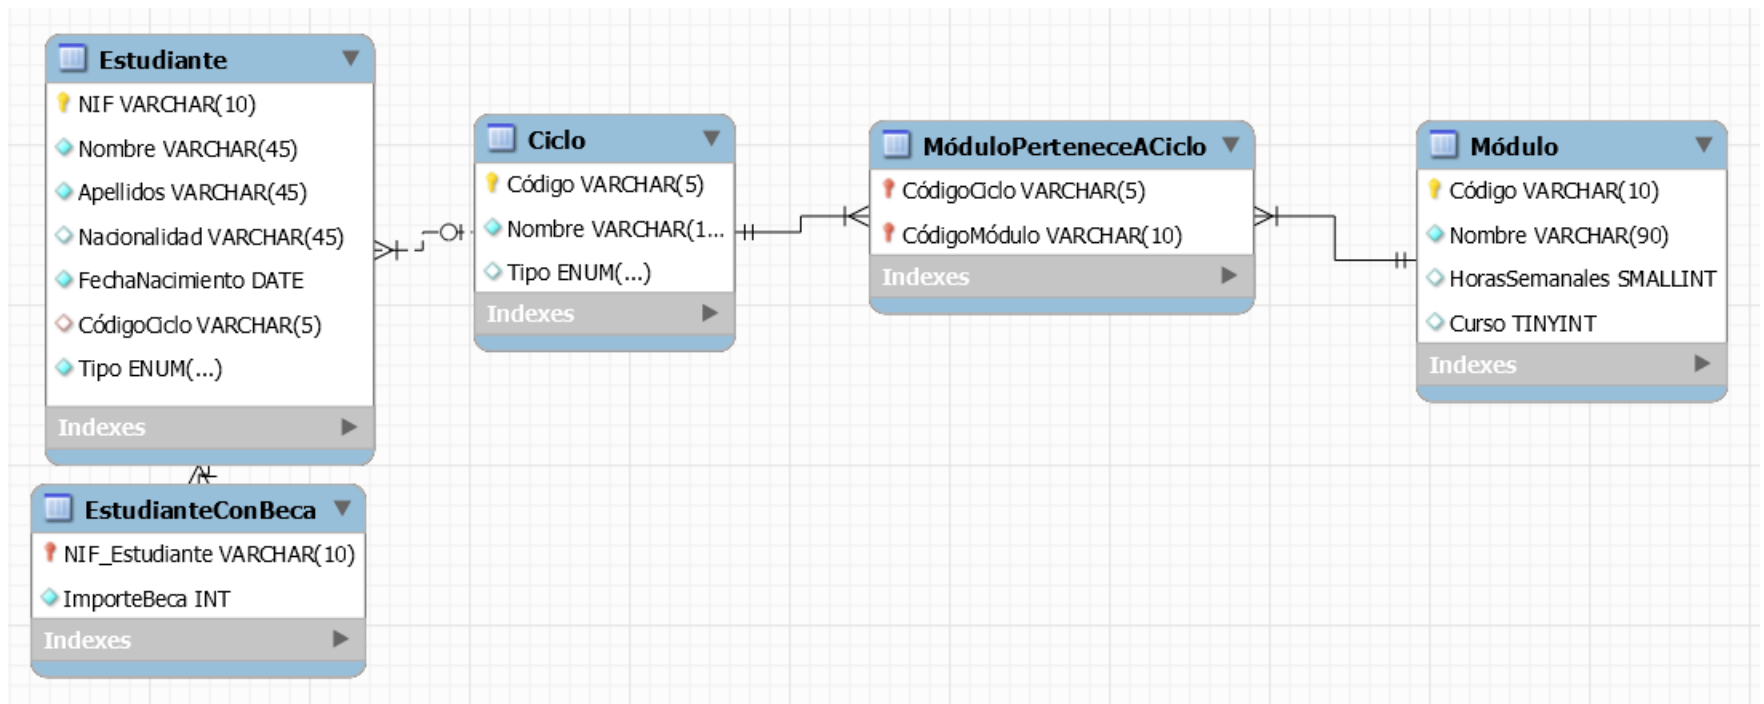 Estudiante
NIF VARCHAR(10)
Nombre VARCHAR(45)
Apellidos VARCHAR(45)
Nacionalidad VARCHAR(45)
FechaNacimiento DATE
CódigoCiclo VARCHAR(5)
Tipo ENUM(...)
Indexes
EstudianteConBeca
NIF_Estudiante VARCHAR(10)
ImporteBeca INT
Indexes
Ciclo
Código VARCHAR(5)
Nombre VARCHAR(1...
Tipo ENUM(...)
Indexes
MóduloPerteneceACiclo
CódigoCiclo VARCHAR(5)
CódigoMódulo VARCHAR(10)
Indexes
Módulo
Código VARCHAR(10)
Nombre VARCHAR(90)
HorasSemanales SMALLINT
Curso TINYINT
Indexes